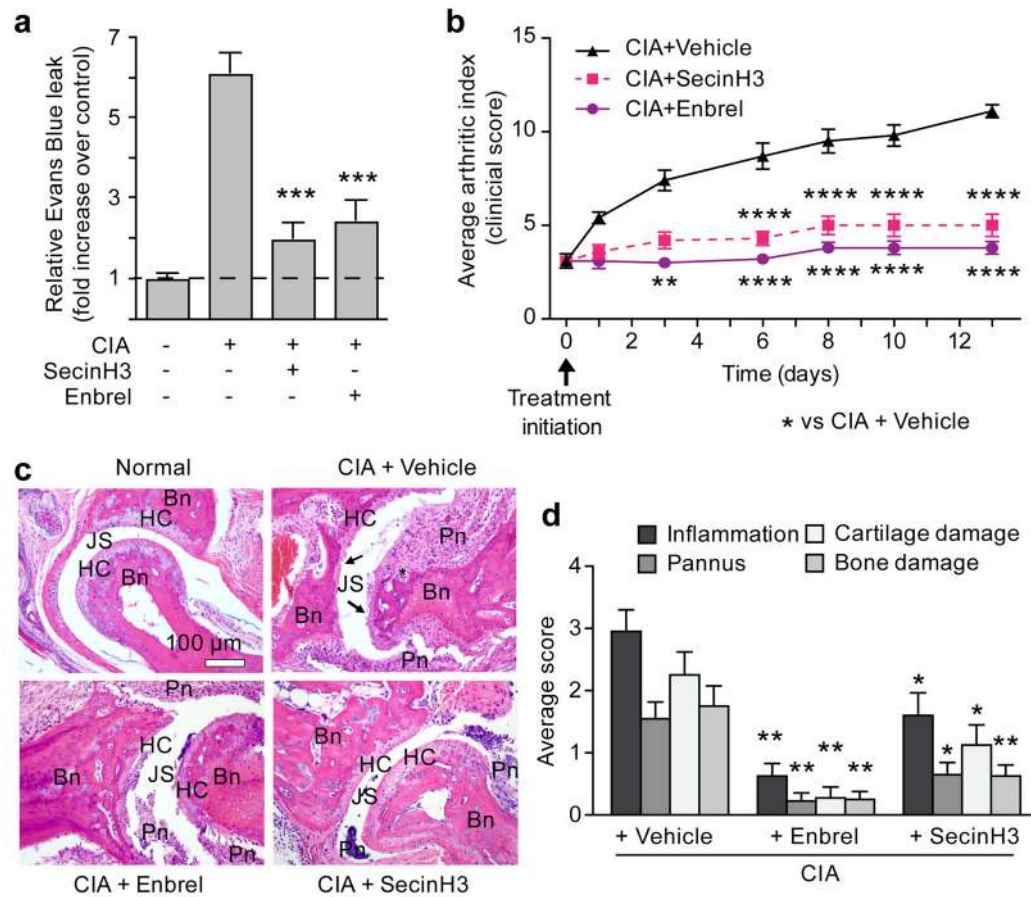 a
Relative Evans Blue leak
(fold increase over control)
7
6
3
2
1
***
***
CIA - + + +
SecinH3 - - + -
Enbrel - - - +
b
Average arthritic index
(clinicial score)
15
10
5
0
CIA+Vehicle
CIA+SecinH3
CIA+Enbrel
**** **** **** ****
** **** **** **** ****
0 2 4 6 8 10 12
Time (days)
Treatment
initiation
* vs CIA + Vehicle
c
Normal
Bn
HC
JS
HC
Bn
100 µm
CIA + Vehicle
HC
Pn
*
JS
Bn
Bn
Pn
Pn
HC
JS
Bn
HC
Bn
Pn
Pn
CIA + Enbrel
Bn
Pn
HC
HC
JS
Bn
Pn
CIA + SecinH3
d
Inflammation
Cartilage damage
Pannus
Bone damage
Average score
4
3
2
1
0
** ** ** **
* * * **
+ Vehicle + Enbrel + SecinH3
CIA